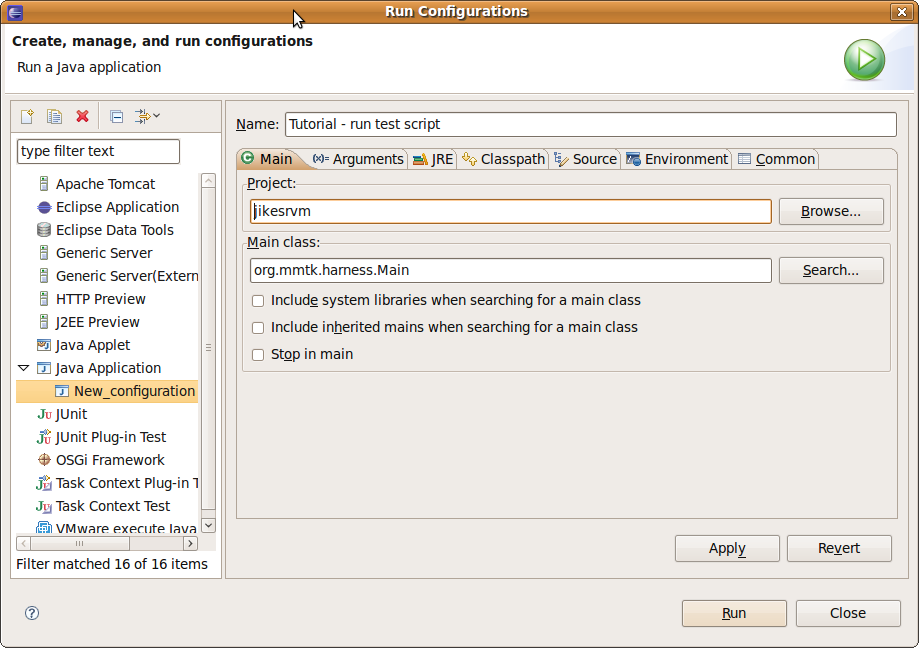 Run Configurations
Create, manage, and run configurations
Run a Java application
Name: Tutorial - run test script
type filter text
Main Arguments JRE Classpath Source Environment Common
Apache Tomcat
Eclipse Application
Eclipse Data Tools
Generic Server
Generic Server(Extern
HTTP Preview
J2EE Preview
Java Applet
Java Application
New_configuration
JUnit
JUnit Plug-in Test
OSGi Framework
Task Context Plug-in T
Task Context Test
VMware execute Java
Filter matched 16 of 16 items
Project:
jikesrvm Browse...
Main class:
org.mmtk.harness.Main Search...
Include system libraries when searching for a main class
Include inherited mains when searching for a main class
Stop in main
Apply Revert
Run Close